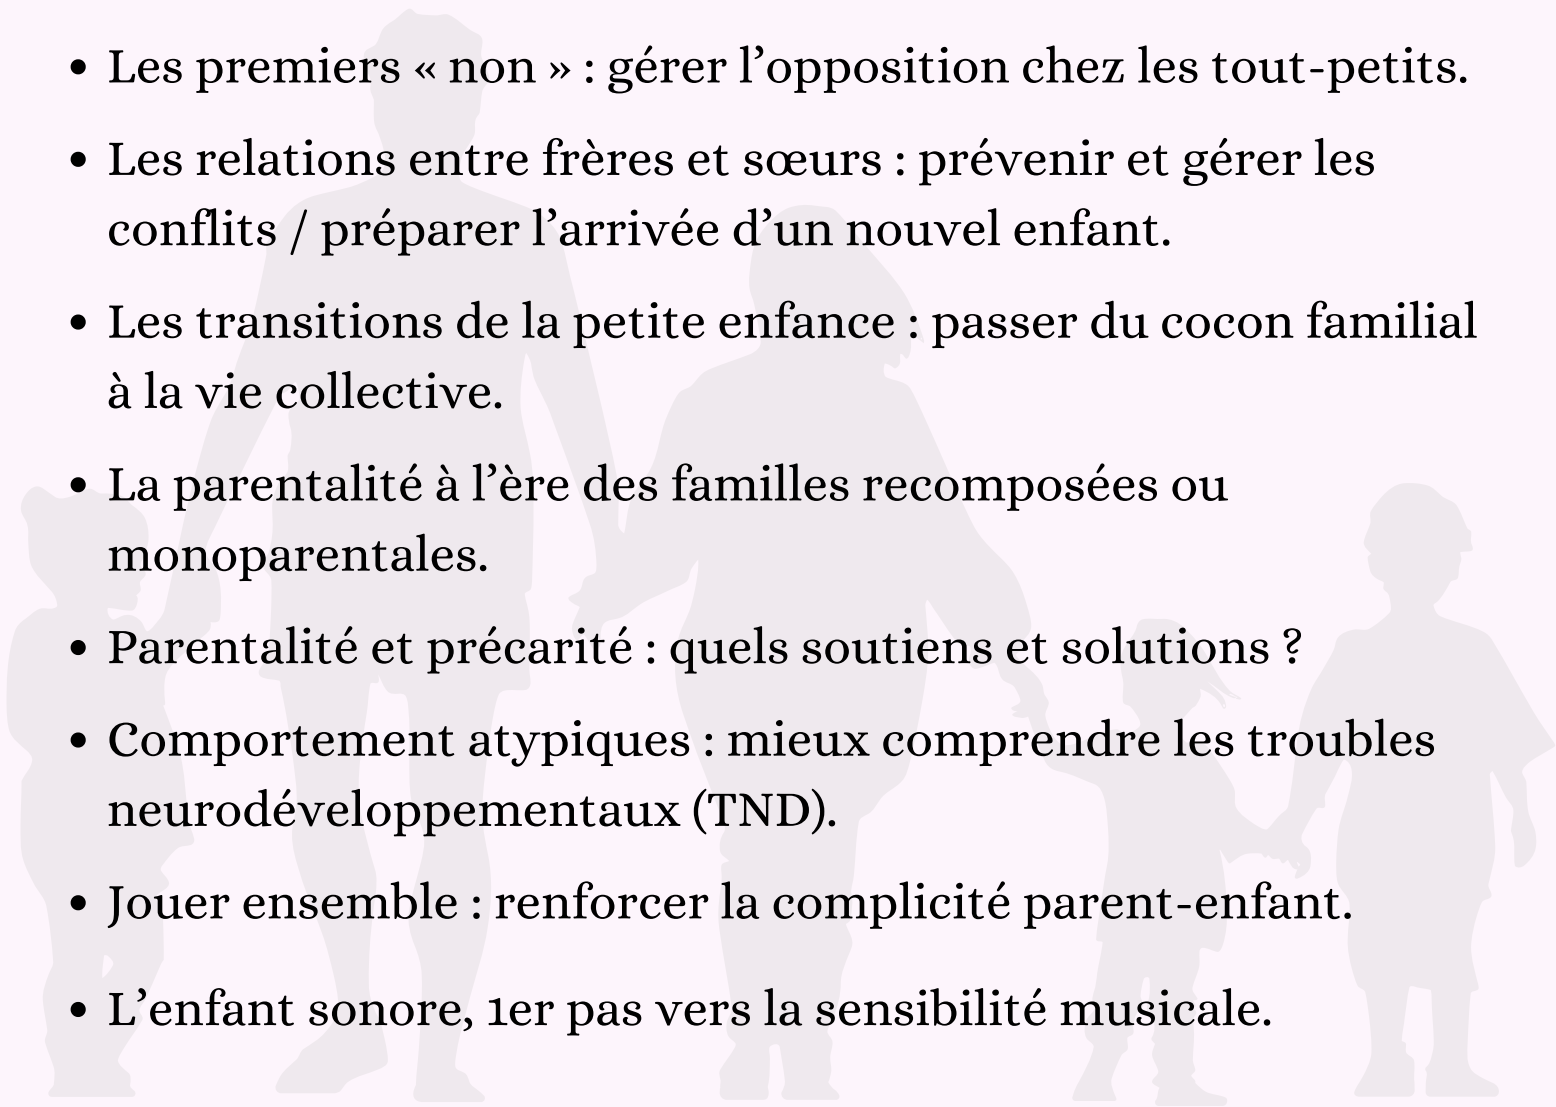 • Les premiers « non » : gérer l’opposition chez les tout-petits.
• Les relations entre frères et sœurs : prévenir et gérer les
conflits / préparer l’arrivée d’un nouvel enfant.
• Les transitions de la petite enfance : passer du cocon familial
à la vie collective.
• La parentalité à l’ère des familles recomposées ou
monoparentales.
• Parentalité et précarité : quels soutiens et solutions ?
• Comportement atypiques : mieux comprendre les troubles
neurodéveloppementaux (TND).
• Jouer ensemble : renforcer la complicité parent-enfant.
• L’enfant sonore, 1er pas vers la sensibilité musicale.